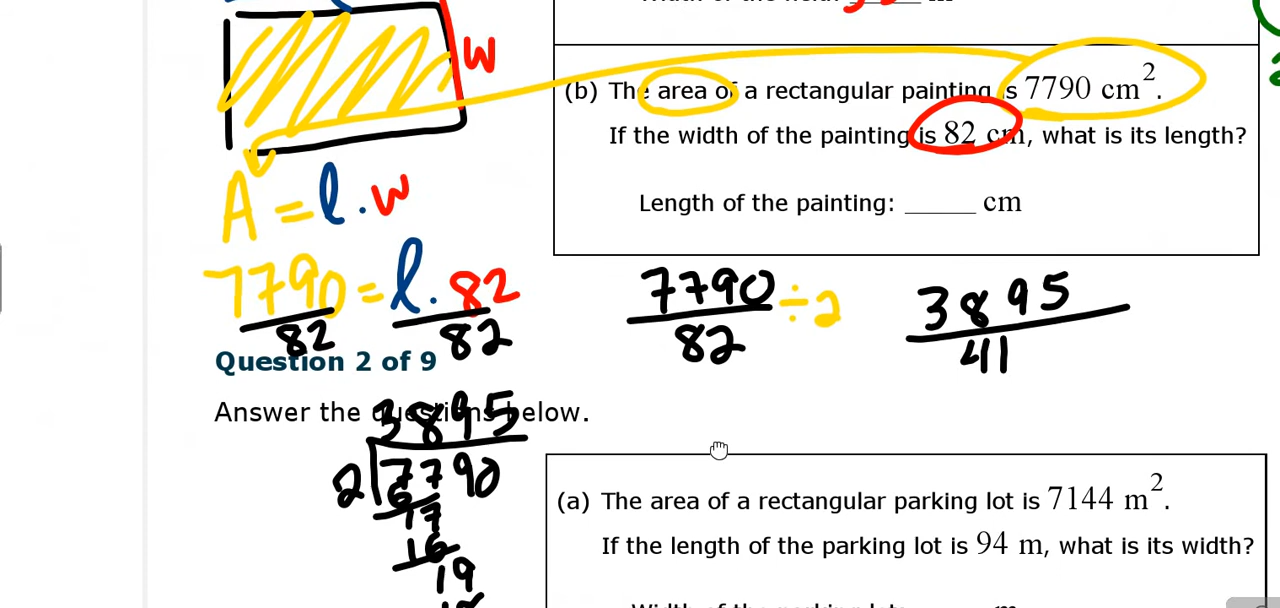 W
(b) The area of a rectangular painting is 7790 cm².
If the width of the painting is 82 cm, what is its length?
Length of the painting: ______ cm
A = l · w
7790 = l · 82
82 82
7790 ÷ 2
82
3895
41
Question 2 of 9
Answer the questions below.
3895
2 7790
6
17
16
19
(a) The area of a rectangular parking lot is 7144 m².
If the length of the parking lot is 94 m, what is its width?